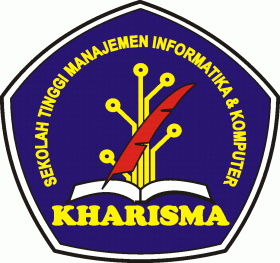 SEKOLAH TINGGI MANAJEMEN INFORMATIKA & KOMPUTER
KHARISMA